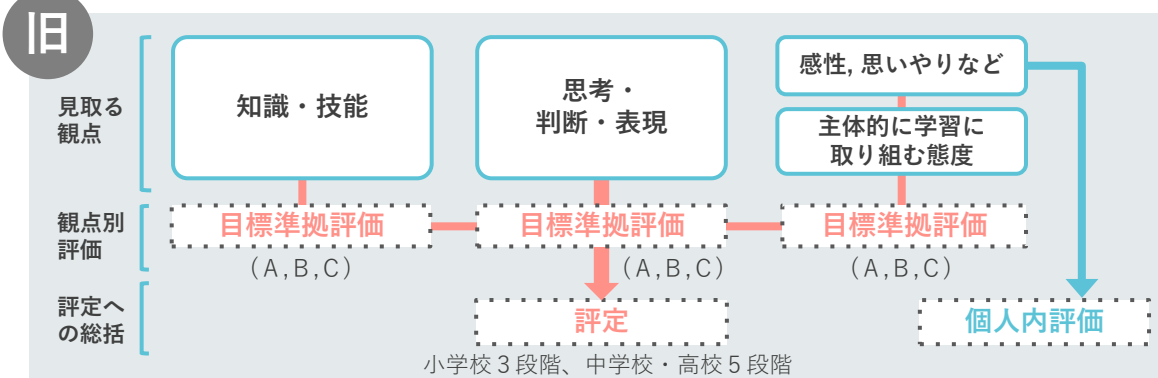 旧
見取る
観点
知識・技能
思考・
判断・表現
感性, 思いやりなど
主体的に学習に
取り組む態度
観点別
評価
目標準拠評価
目標準拠評価
目標準拠評価
(A,B,C)
(A,B,C)
(A,B,C)
評定へ
の総括
評定
個人内評価
小学校3段階、中学校・高校5段階